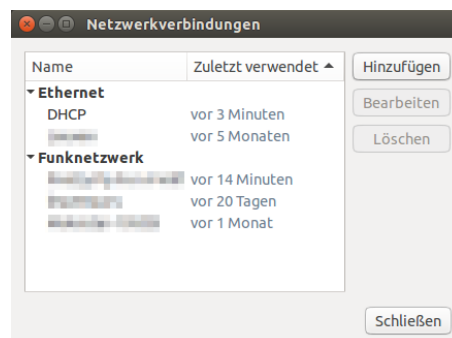 Netzwerkverbindungen
Name Zuletzt verwendet
Hinzufügen
Bearbeiten
Löschen
Ethernet
DHCP vor 3 Minuten
vor 5 Monaten
Funknetzwerk
vor 14 Minuten
vor 20 Tagen
vor 1 Monat
Schließen